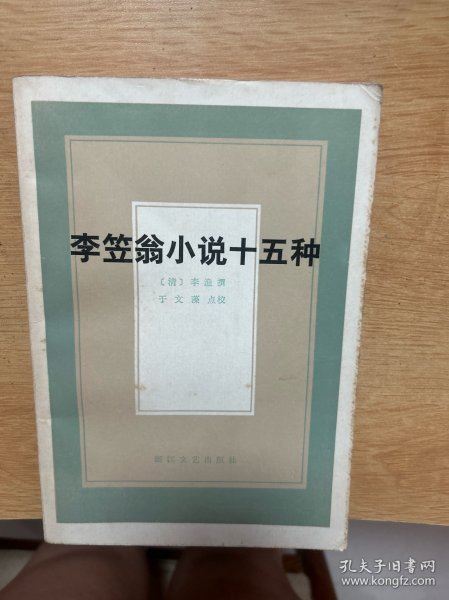 李笠翁小说十五种
〔清〕李渔撰
于文藻点校
浙江文艺出版社
孔夫子旧书网
www.kongfz.com